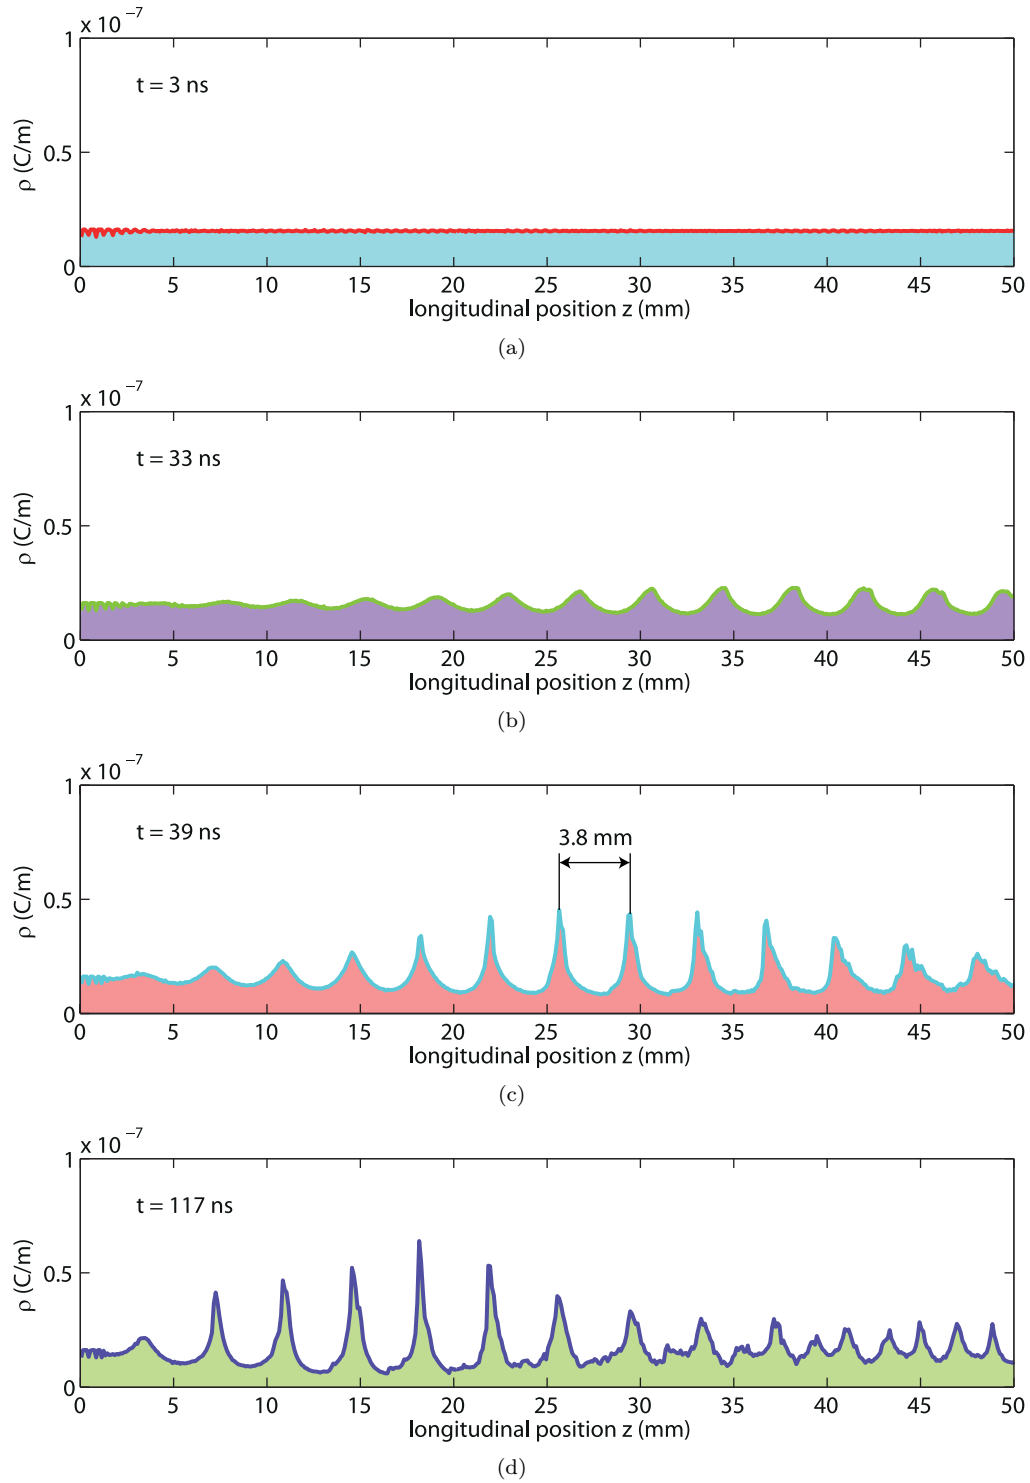 1 x 10 ⁻⁷
t = 3 ns
ρ (C/m)
0.5
0
0 5 10 15 20 25 30 35 40 45 50
longitudinal position z (mm)
(a)
1 x 10 ⁻⁷
t = 33 ns
ρ (C/m)
0.5
0
0 5 10 15 20 25 30 35 40 45 50
longitudinal position z (mm)
(b)
1 x 10 ⁻⁷
t = 39 ns
3.8 mm
ρ (C/m)
0.5
0
0 5 10 15 20 25 30 35 40 45 50
longitudinal position z (mm)
(c)
1 x 10 ⁻⁷
t = 117 ns
ρ (C/m)
0.5
0
0 5 10 15 20 25 30 35 40 45 50
longitudinal position z (mm)
(d)